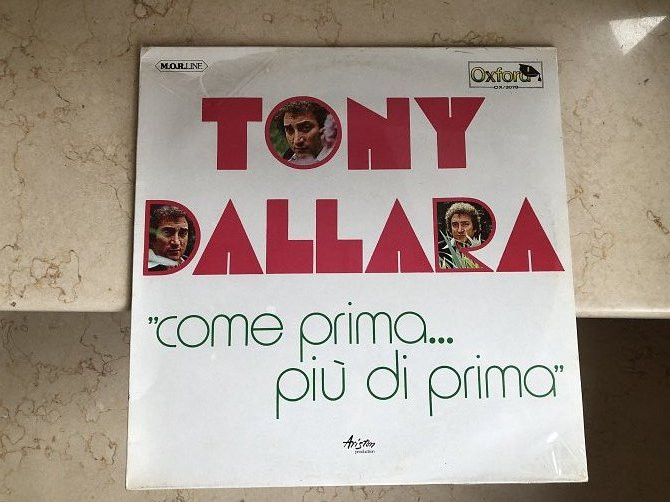 M.O.R. LINE
Oxford
OX/3079
TONY
DALLARA
"come prima...
più di prima"
Ariston
production